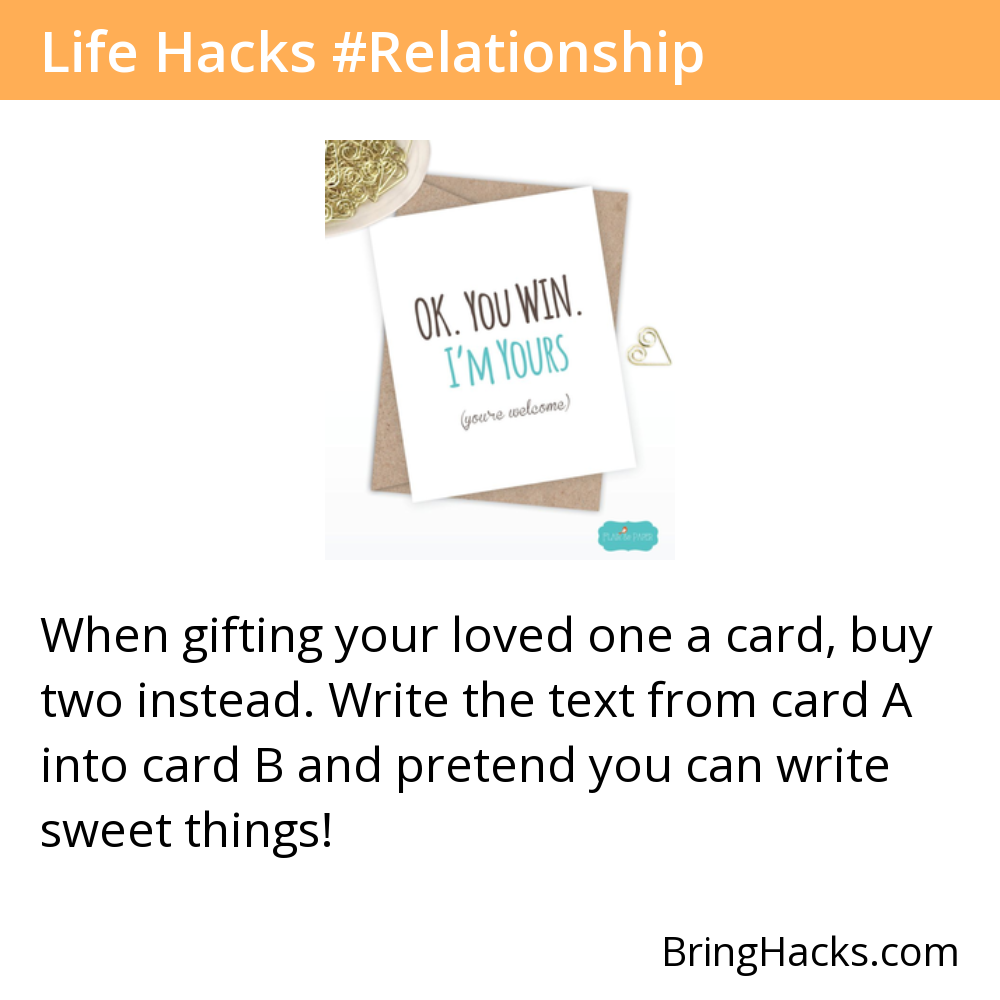 Life Hacks #Relationship
OK. YOU WIN.
I'M YOURS
(you're welcome)
When gifting your loved one a card, buy
two instead. Write the text from card A
into card B and pretend you can write
sweet things!
BringHacks.com